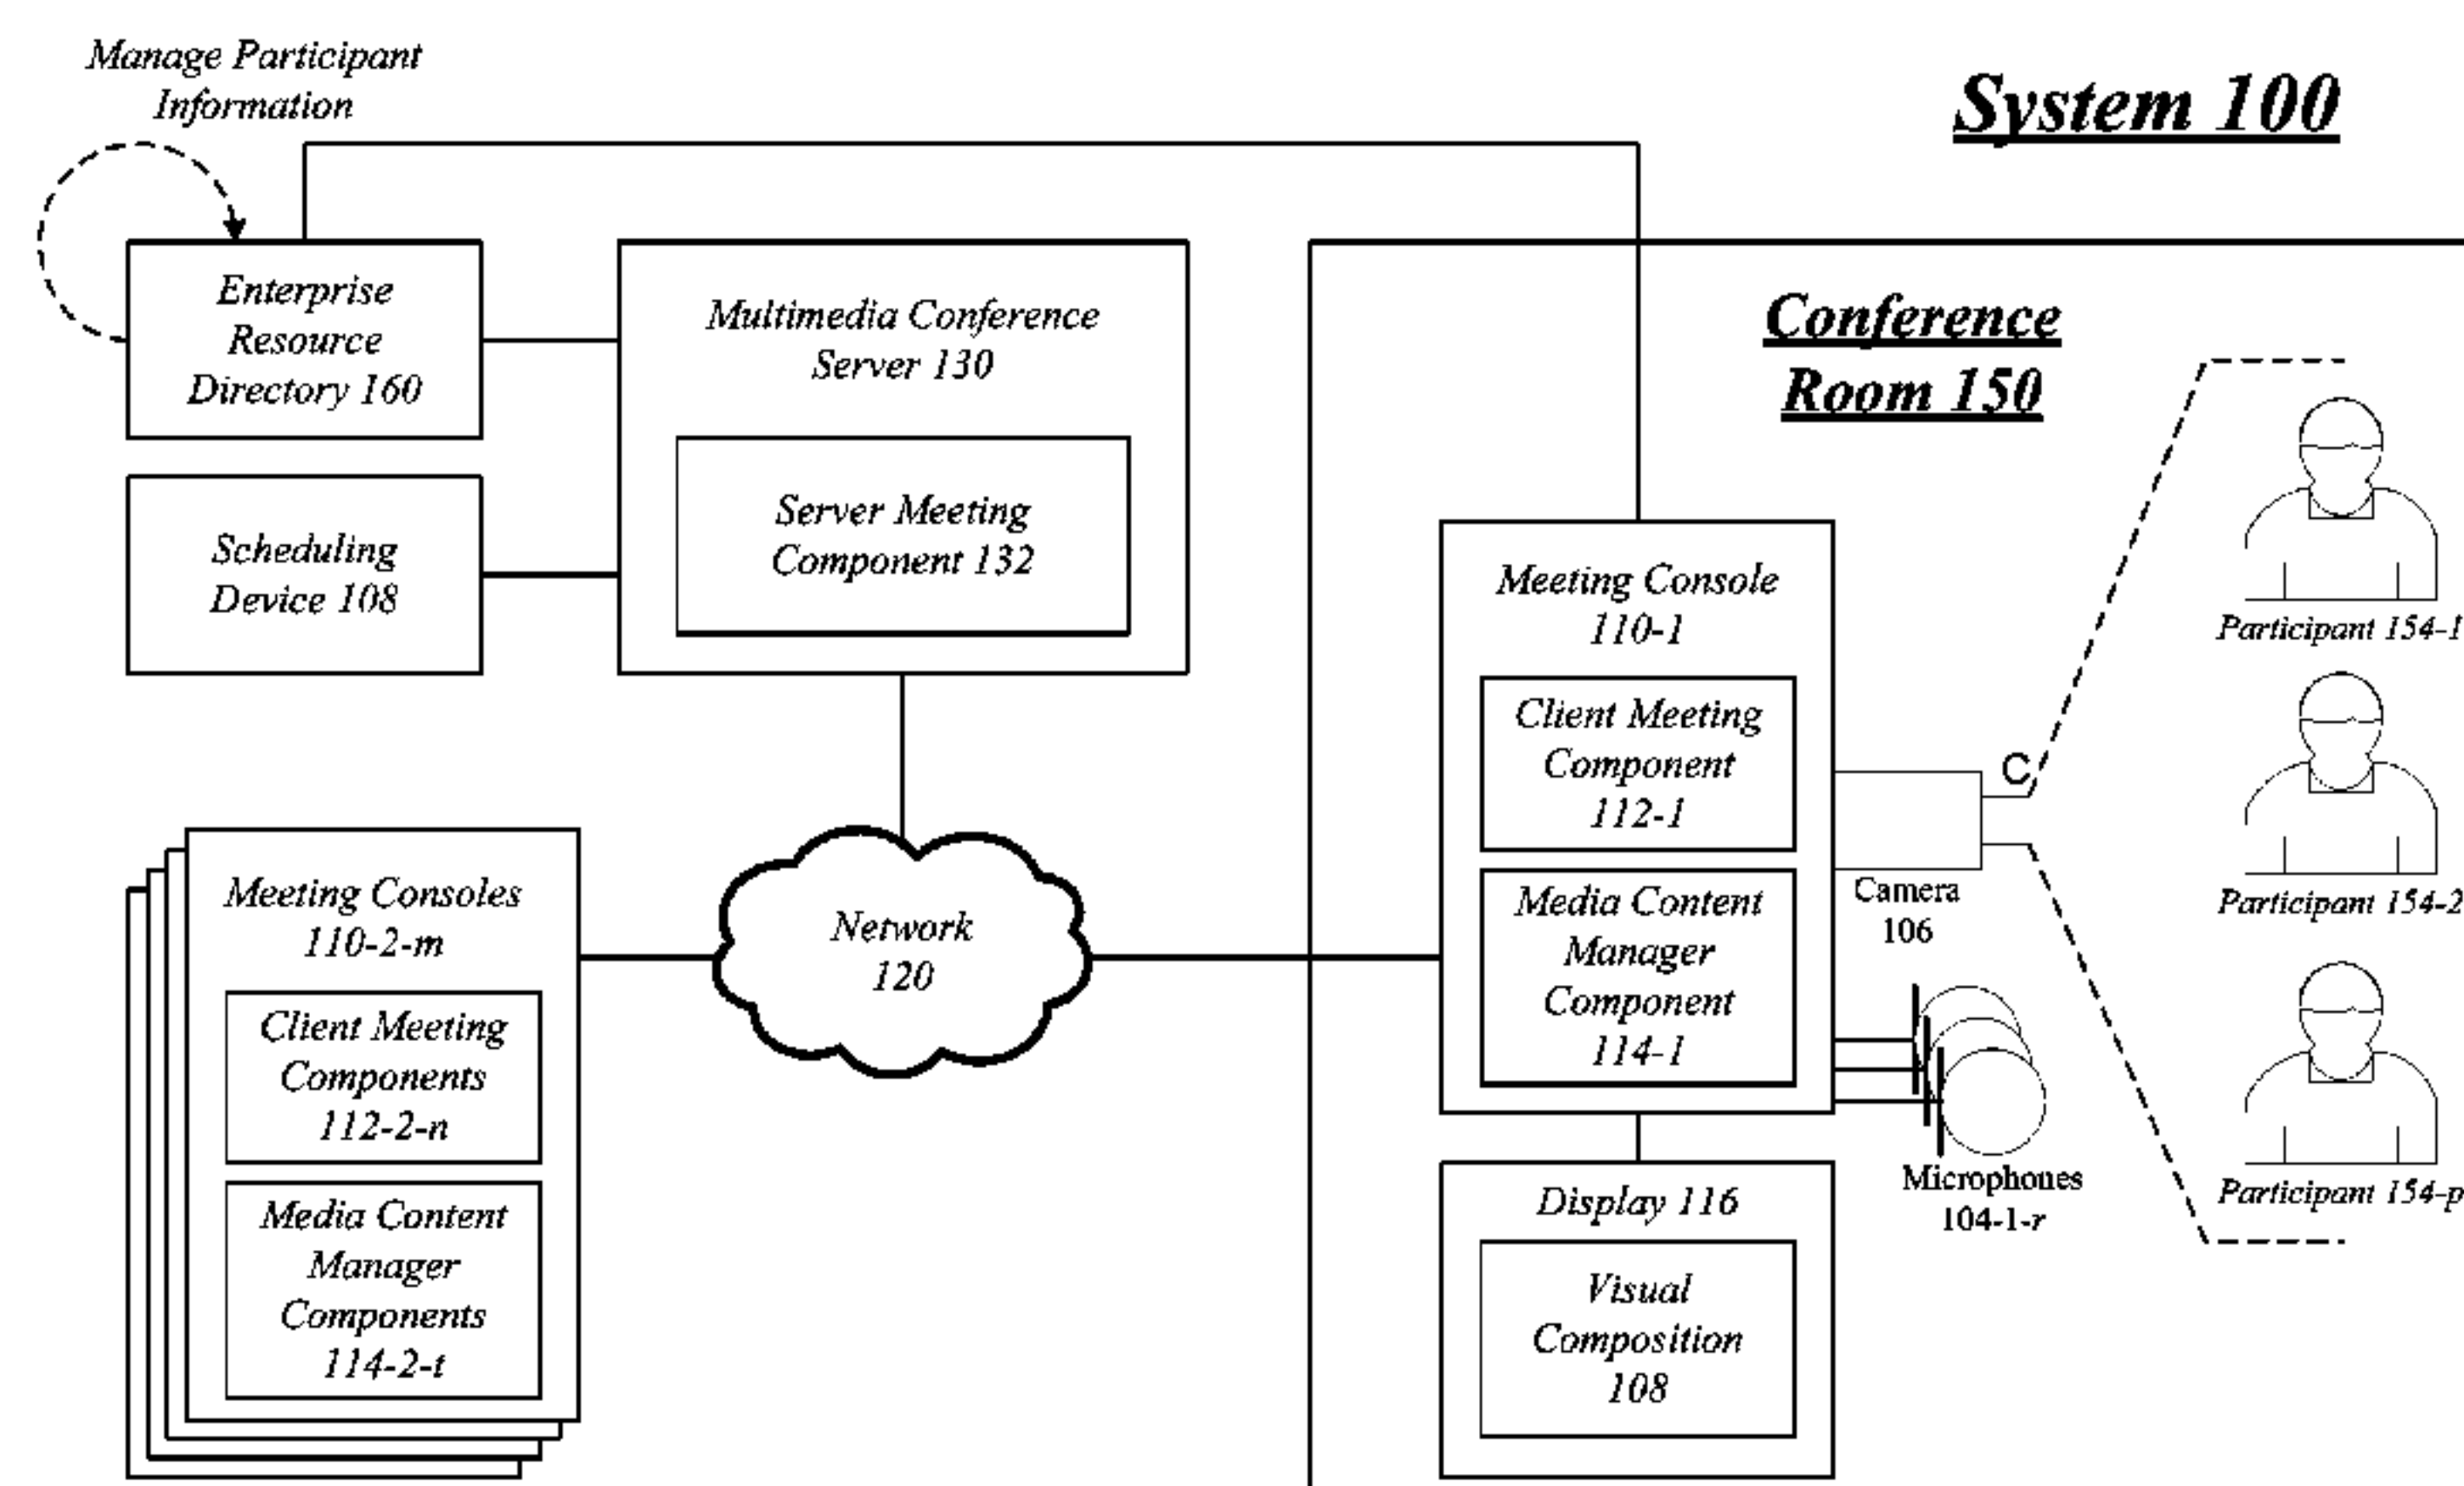 Manage Participant
Information
System 100
Enterprise
Resource
Directory 160
Multimedia Conference
Server 130
Server Meeting
Component 132
Scheduling
Device 108
Conference
Room 150
Meeting Console
110-1
Client Meeting
Component
112-1
Media Content
Manager
Component
114-1
C
Camera
106
Microphones
104-1-r
Participant 154-1
Participant 154-2
Participant 154-p
Meeting Consoles
110-2-m
Client Meeting
Components
112-2-n
Media Content
Manager
Components
114-2-t
Network
120
Display 116
Visual
Composition
108